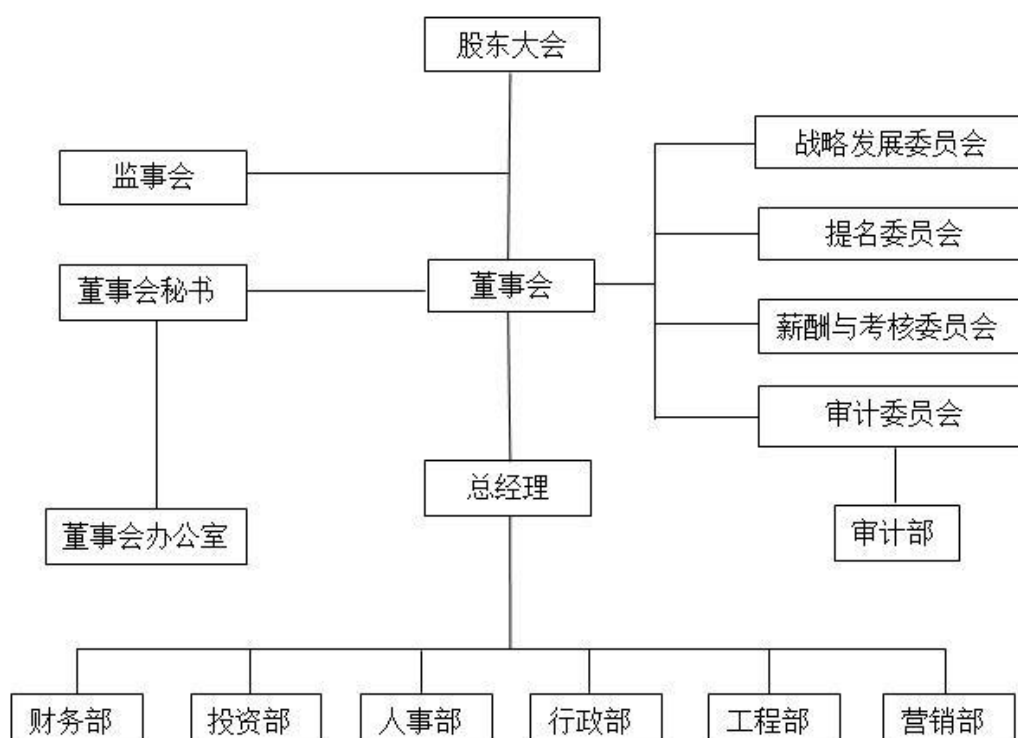 股东大会
战略发展委员会
监事会
提名委员会
董事会秘书
董事会
薪酬与考核委员会
审计委员会
总经理
董事会办公室
审计部
财务部
投资部
人事部
行政部
工程部
营销部